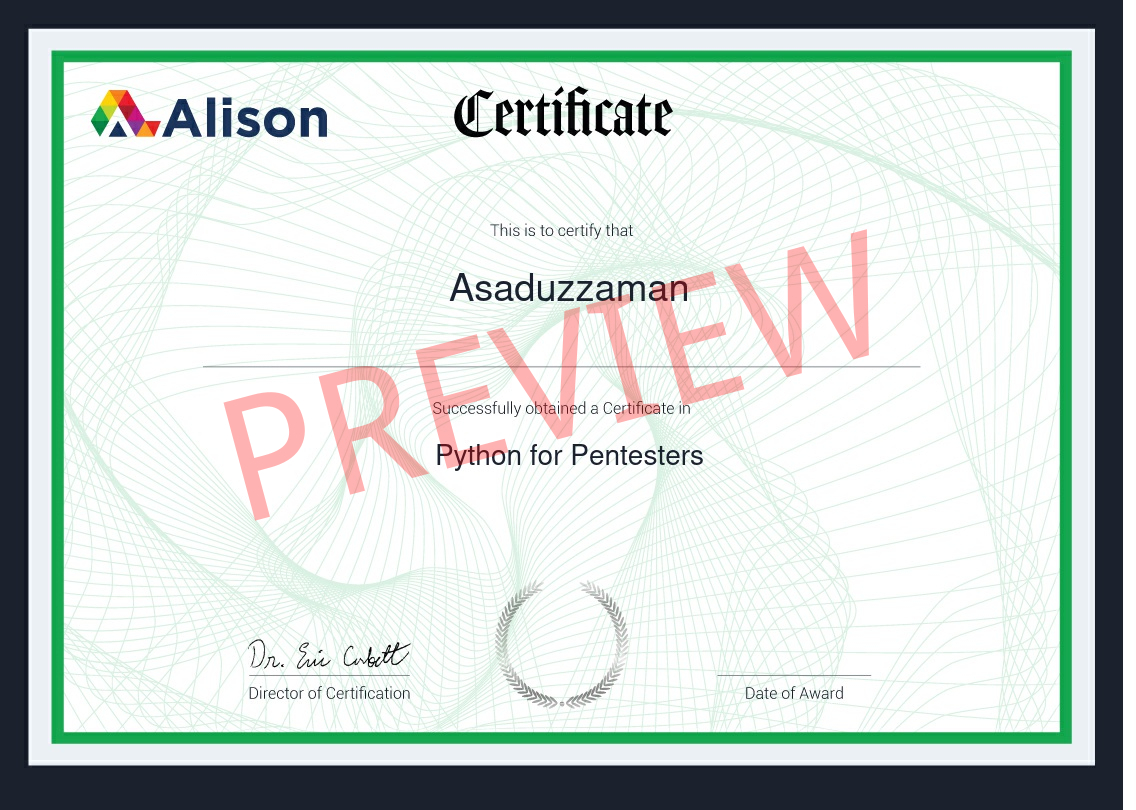 Alison
Certificate
This is to certify that
Asaduzzaman
PREVIEW
Successfully obtained a Certificate in
Python for Pentesters
Dr. Eric Corbett
Director of Certification
Date of Award